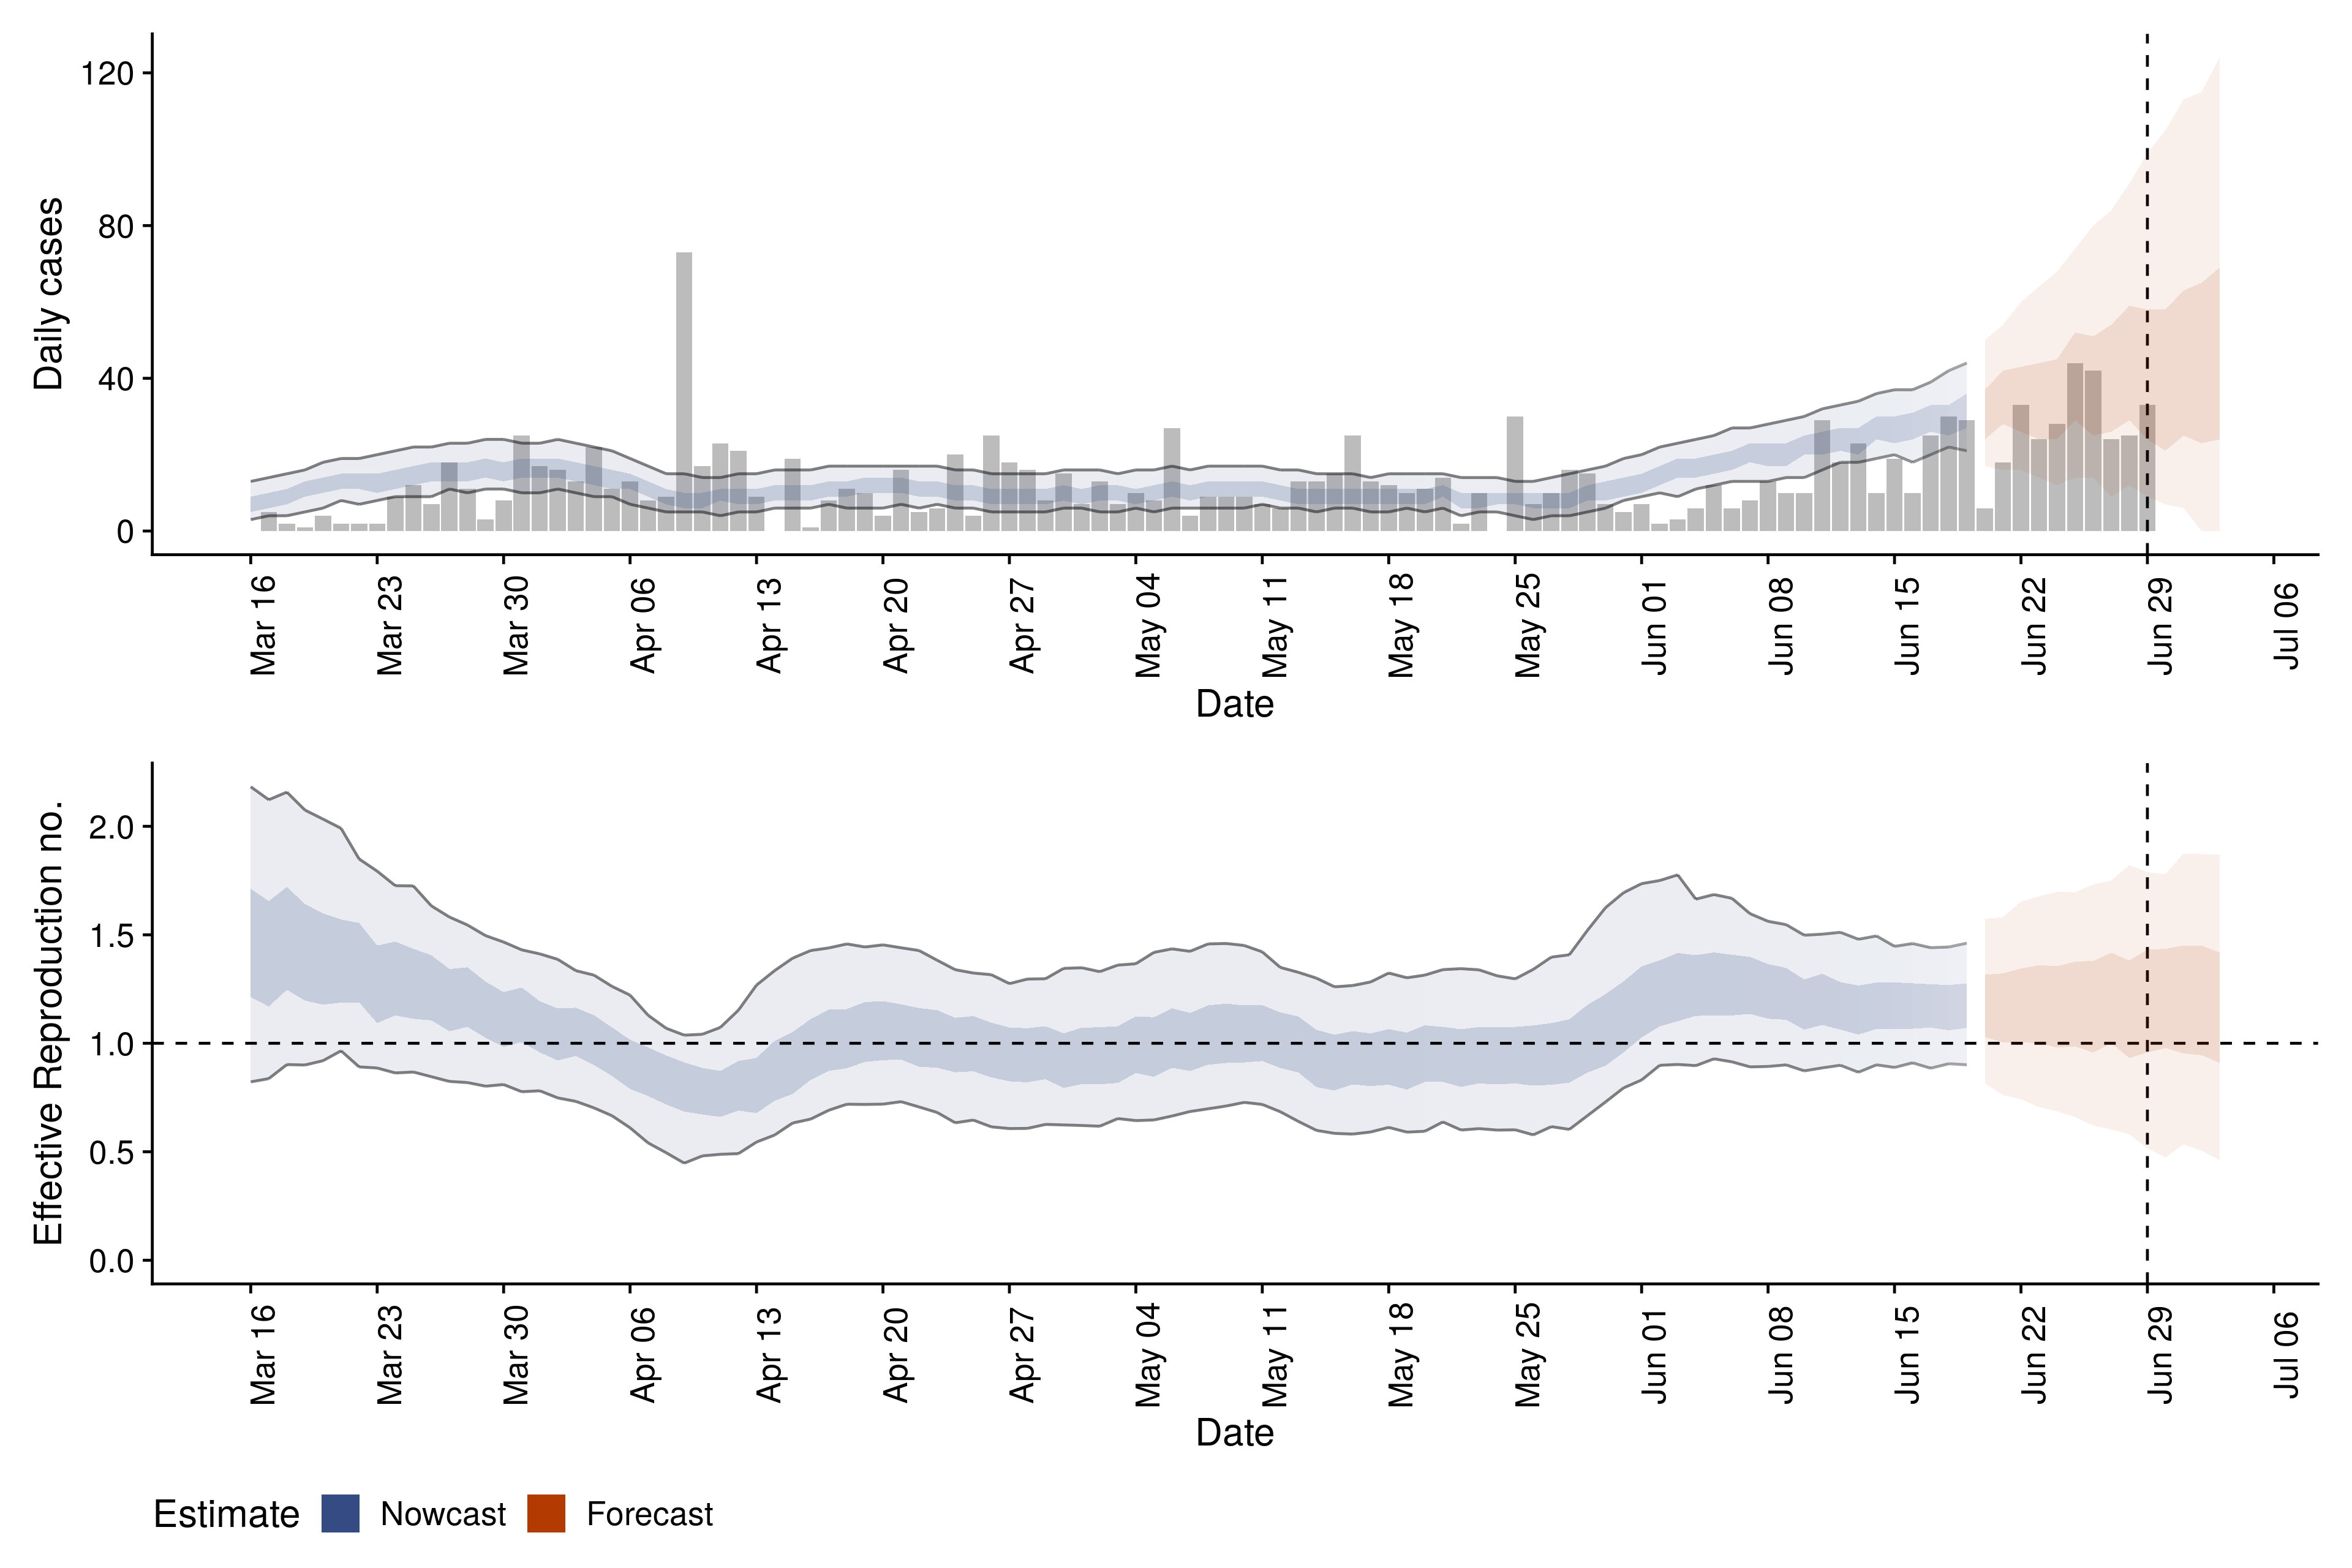 Daily cases
120
80
40
0
Mar 16
Mar 23
Mar 30
Apr 06
Apr 13
Apr 20
Apr 27
May 04
May 11
May 18
May 25
Jun 01
Jun 08
Jun 15
Jun 22
Jun 29
Jul 06
Date
Effective Reproduction no.
2.0
1.5
1.0
0.5
0.0
Mar 16
Mar 23
Mar 30
Apr 06
Apr 13
Apr 20
Apr 27
May 04
May 11
May 18
May 25
Jun 01
Jun 08
Jun 15
Jun 22
Jun 29
Jul 06
Date
Estimate Nowcast Forecast